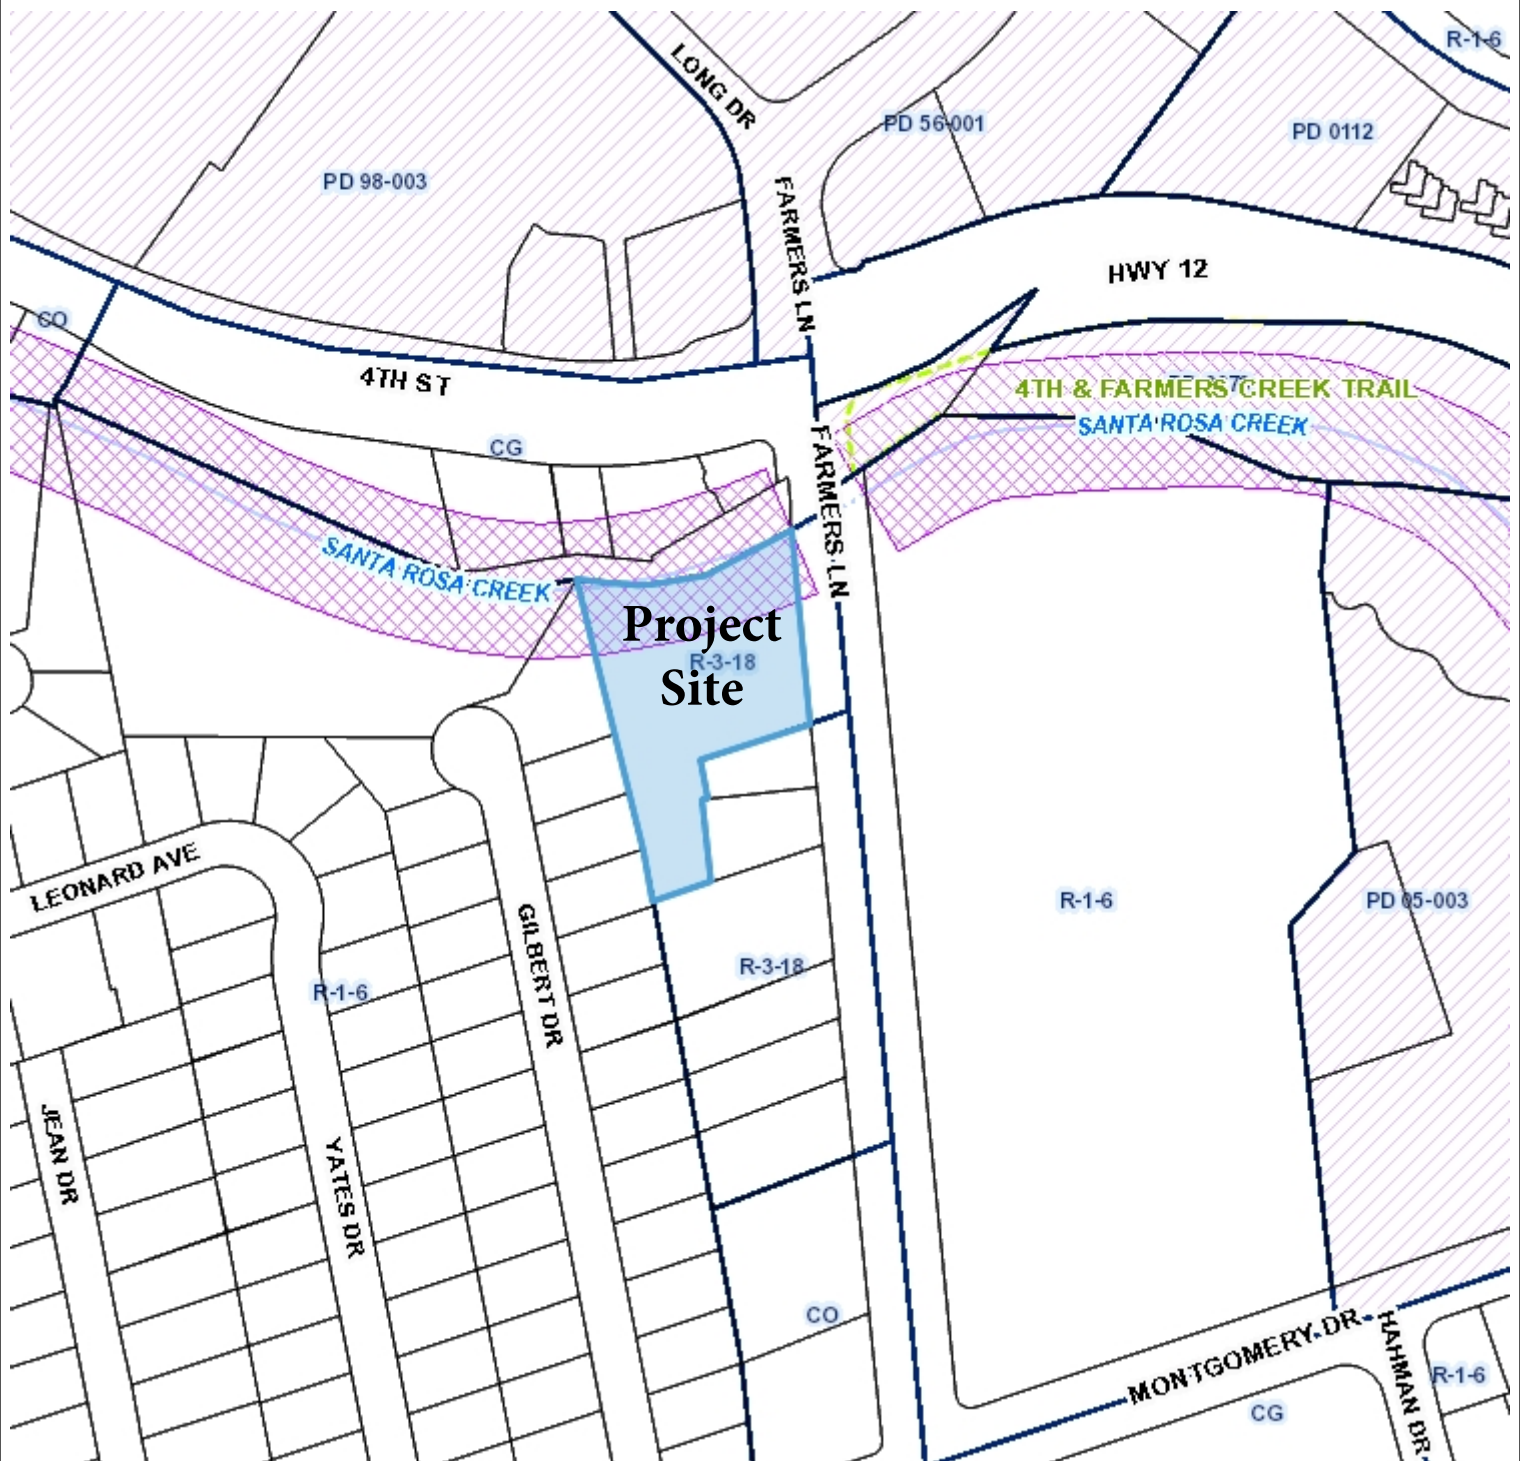 R-1-6
LONG DR
PD 56-001
PD 0112
PD 98-003
FARMERS LN
HWY 12
CO
4TH ST
4TH & FARMERS CREEK TRAIL
SANTA ROSA CREEK
CG
FARMERS LN
SANTA ROSA CREEK
Project
Site
R-3-18
LEONARD AVE
R-1-6
PD 05-003
GILBERT DR
R-3-18
R-1-6
JEAN DR
YATES DR
CO
MONTGOMERY DR
HAHMAN DR
R-1-6
CG